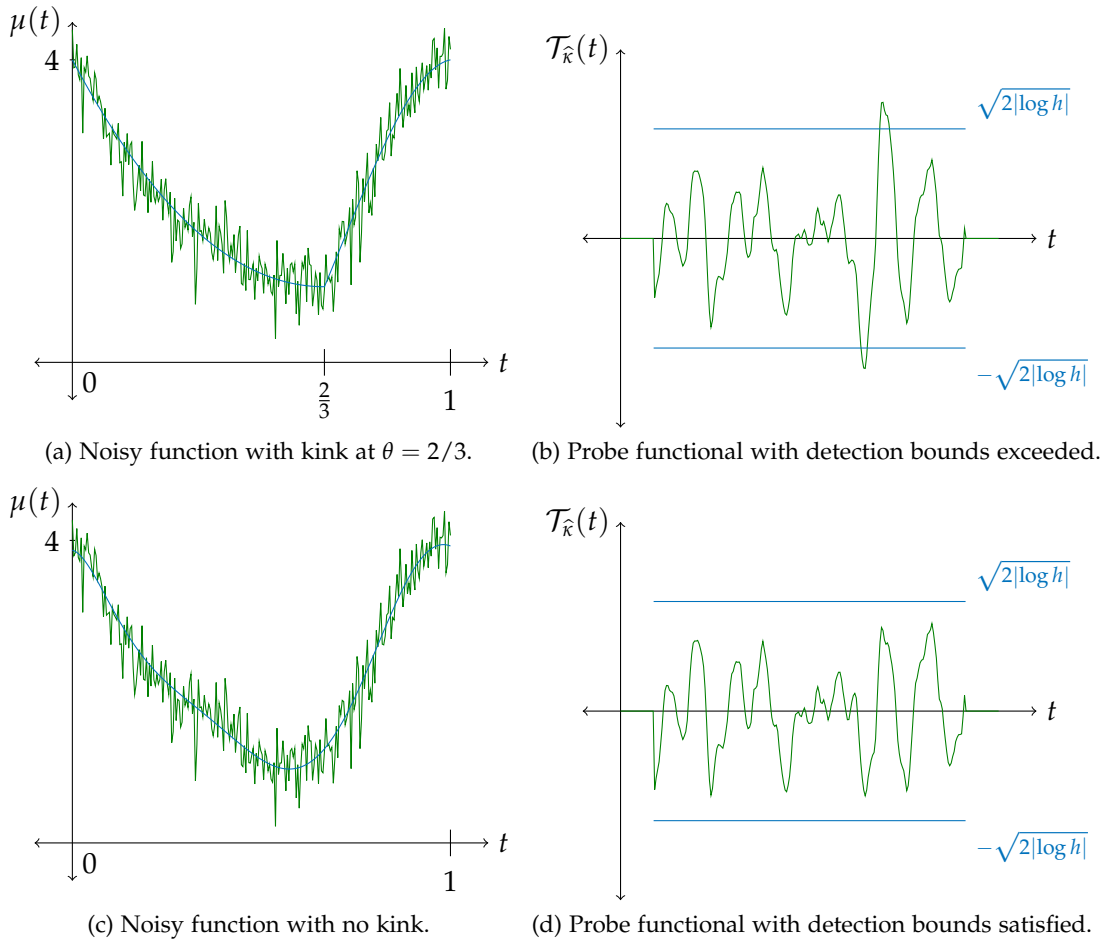 μ(t)
4
0
2/3
1
t
(a) Noisy function with kink at θ = 2/3.
𝒯_κ̂(t)
√2|log h|
t
−√2|log h|
(b) Probe functional with detection bounds exceeded.
μ(t)
4
0
1
t
(c) Noisy function with no kink.
𝒯_κ̂(t)
√2|log h|
t
−√2|log h|
(d) Probe functional with detection bounds satisfied.